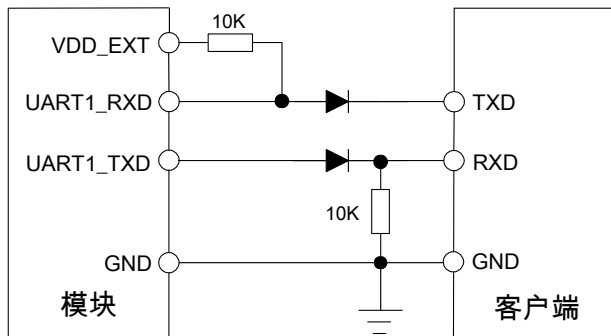 10K
VDD_EXT
UART1_RXD
TXD
UART1_TXD
RXD
10K
GND
GND
模块
客户端